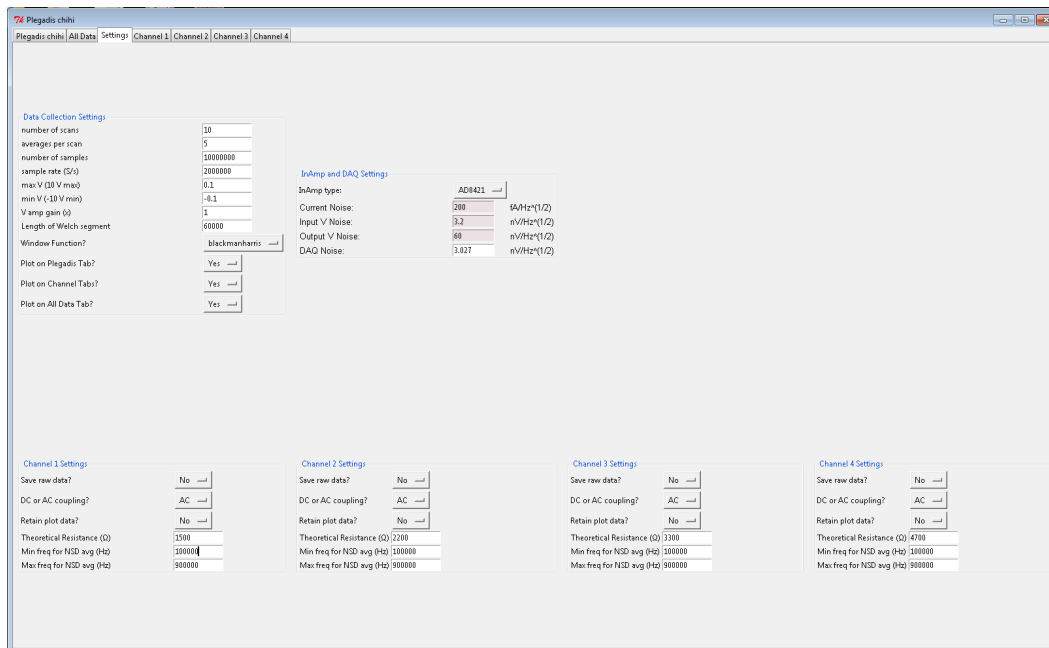 Plegadis chihi
Plegadis chihi All Data Settings Channel 1 Channel 2 Channel 3 Channel 4
Data Collection Settings
number of scans 10
averages per scan 5
number of samples 10000000
sample rate (S/s) 2000000
max V (10 V max) 0.1
min V (-10 V min) -0.1
V amp gain (x) 1
Length of Welch segment 60000
Window Function? blackmanharris
Plot on Plegadis Tab? Yes
Plot on Channel Tabs? Yes
Plot on All Data Tab? Yes
InAmp and DAQ Settings
InAmp type: AD8421
Current Noise: 200 fA/Hz^(1/2)
Input V Noise: 3.2 nV/Hz^(1/2)
Output V Noise: 60 nV/Hz^(1/2)
DAQ Noise: 3.027 nV/Hz^(1/2)
Channel 1 Settings
Save raw data? No
DC or AC coupling? AC
Retain plot data? No
Theoretical Resistance (Ω) 1500
Min freq for NSD avg (Hz) 100000
Max freq for NSD avg (Hz) 900000
Channel 2 Settings
Save raw data? No
DC or AC coupling? AC
Retain plot data? No
Theoretical Resistance (Ω) 2200
Min freq for NSD avg (Hz) 100000
Max freq for NSD avg (Hz) 900000
Channel 3 Settings
Save raw data? No
DC or AC coupling? AC
Retain plot data? No
Theoretical Resistance (Ω) 3300
Min freq for NSD avg (Hz) 100000
Max freq for NSD avg (Hz) 900000
Channel 4 Settings
Save raw data? No
DC or AC coupling? AC
Retain plot data? No
Theoretical Resistance (Ω) 4700
Min freq for NSD avg (Hz) 100000
Max freq for NSD avg (Hz) 900000